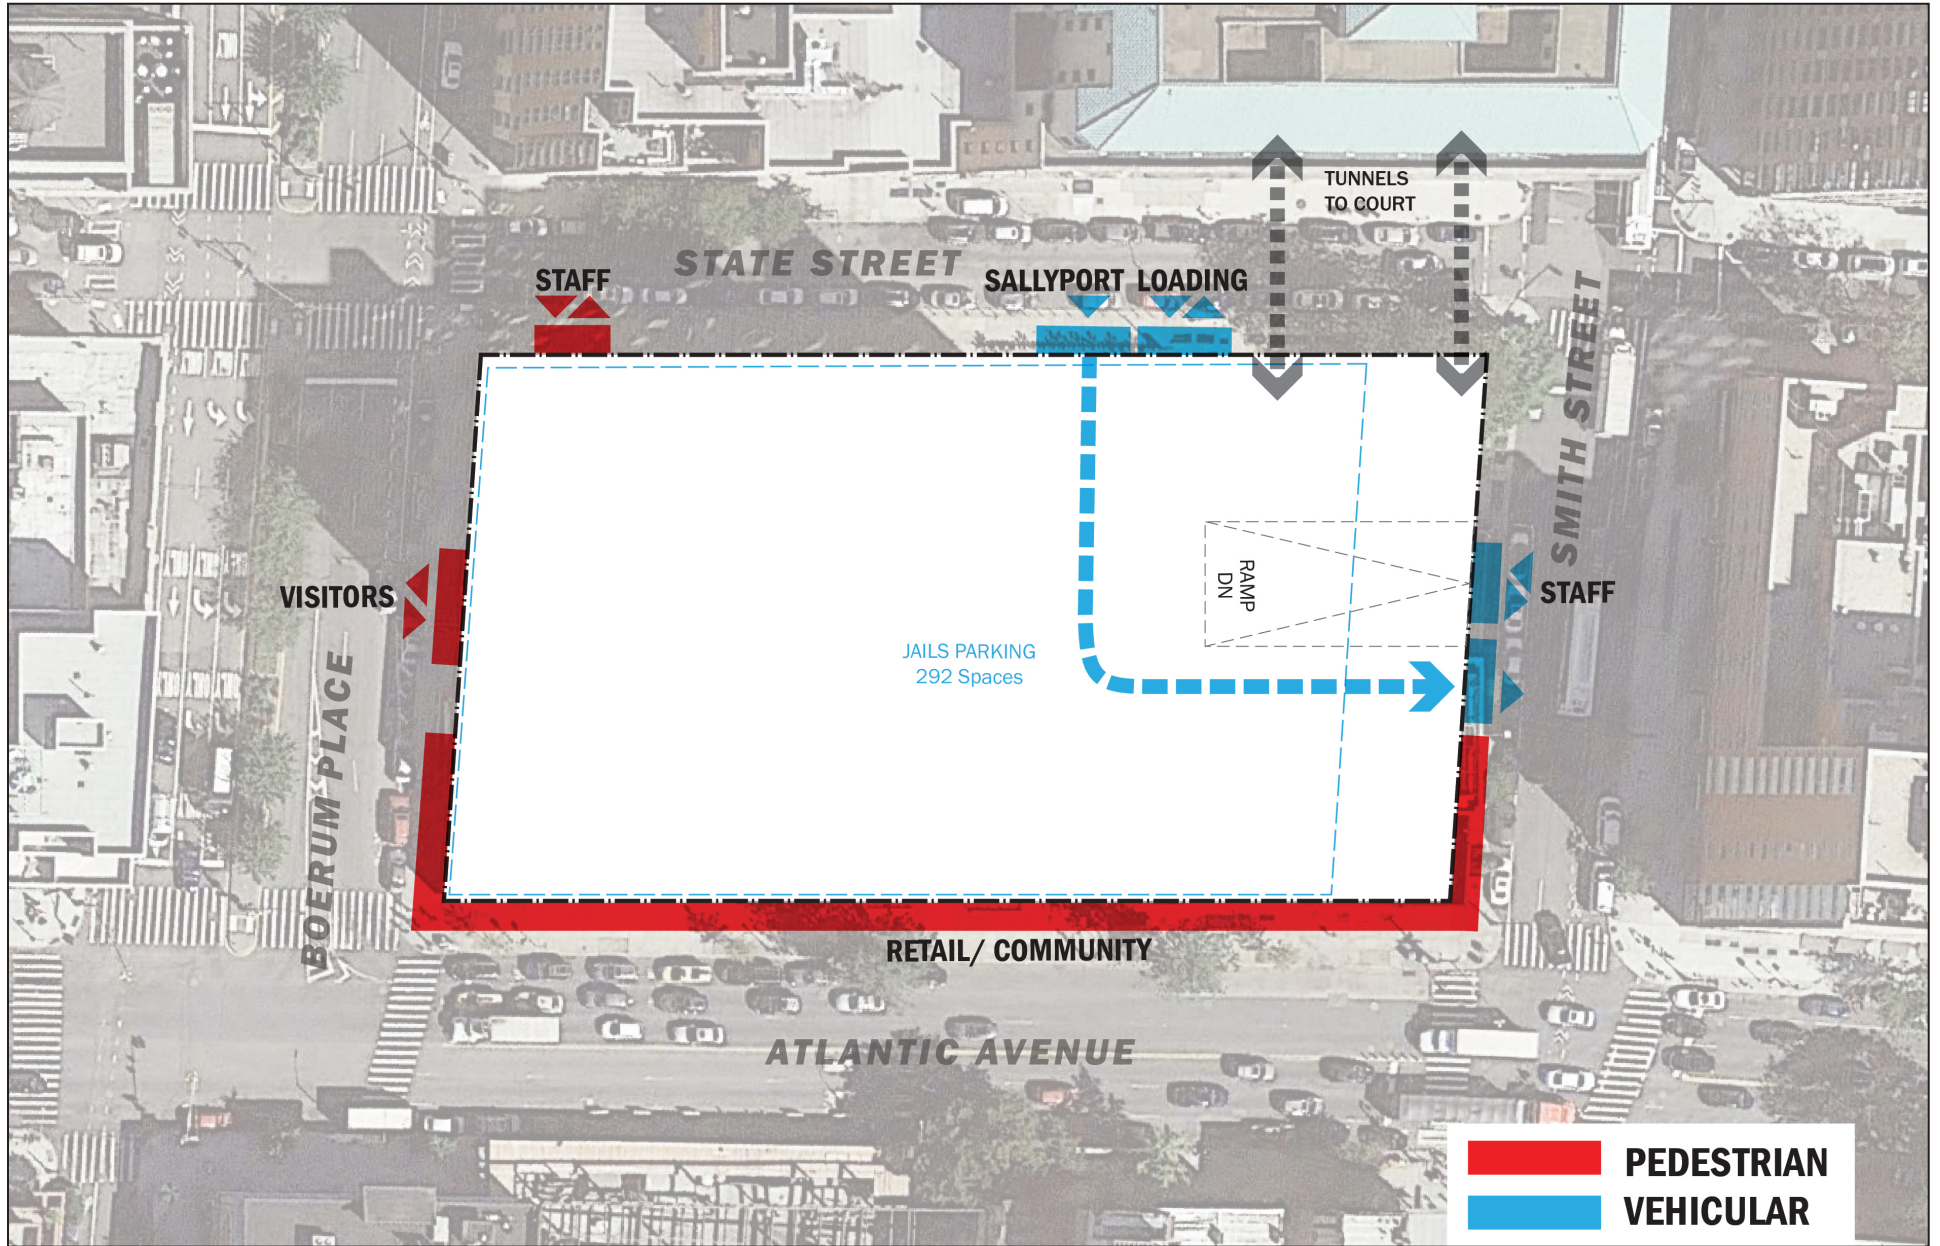 TUNNELS
TO COURT
STATE STREET
STAFF
SALLYPORT LOADING
SMITH STREET
VISITORS
RAMP
DN
STAFF
JAILS PARKING
292 Spaces
BOERUM PLACE
RETAIL/ COMMUNITY
ATLANTIC AVENUE
PEDESTRIAN
VEHICULAR